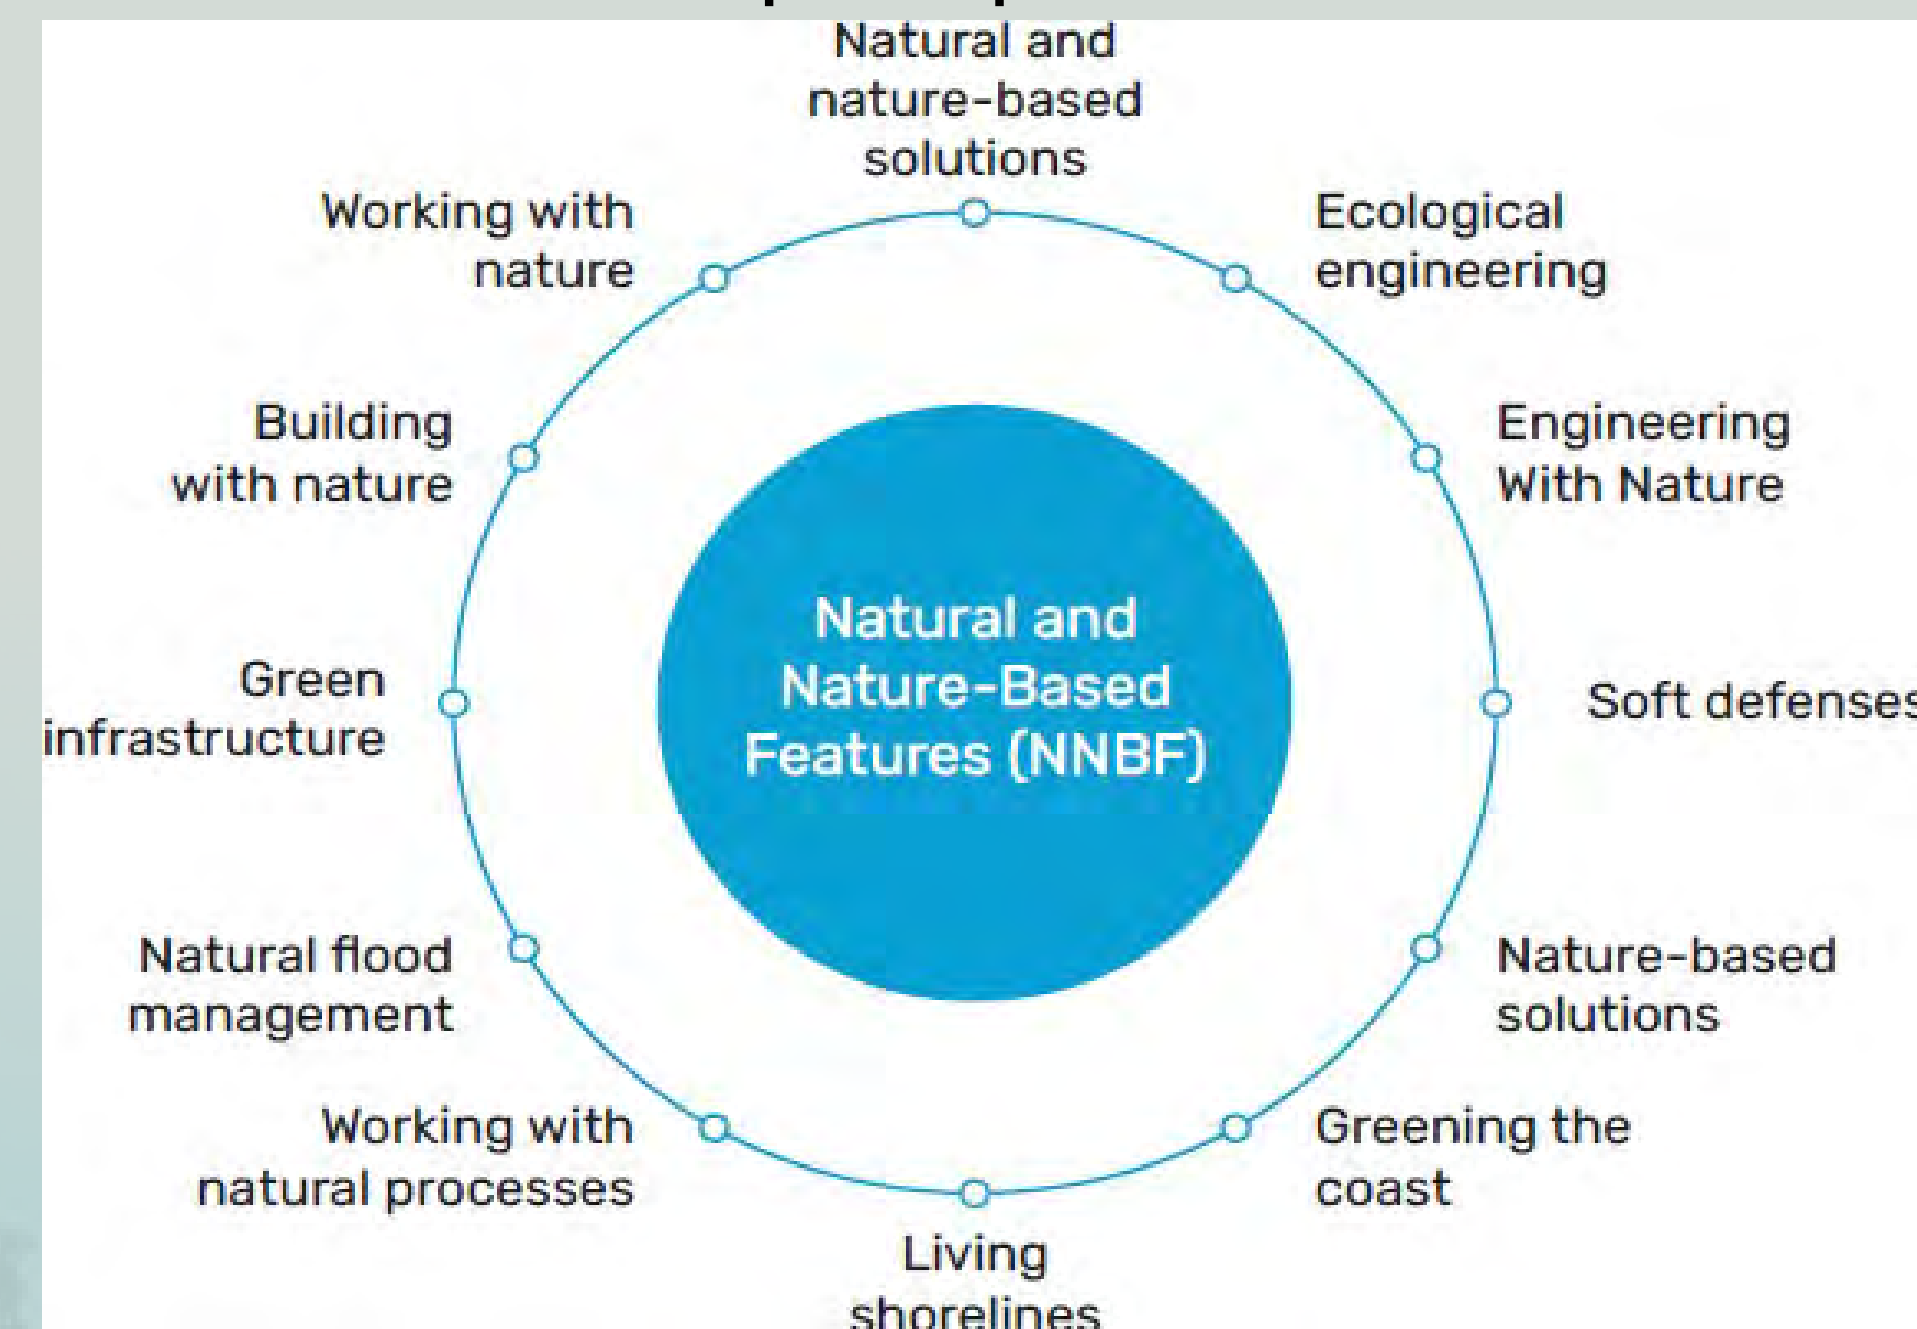 Natural and
nature-based
solutions
Ecological
engineering
Engineering
With Nature
Soft defenses
Nature-based
solutions
Greening the
coast
Living
shorelines
Working with
natural processes
Natural flood
management
Green
infrastructure
Building
with nature
Working with
nature
Natural and
Nature-Based
Features (NNBF)